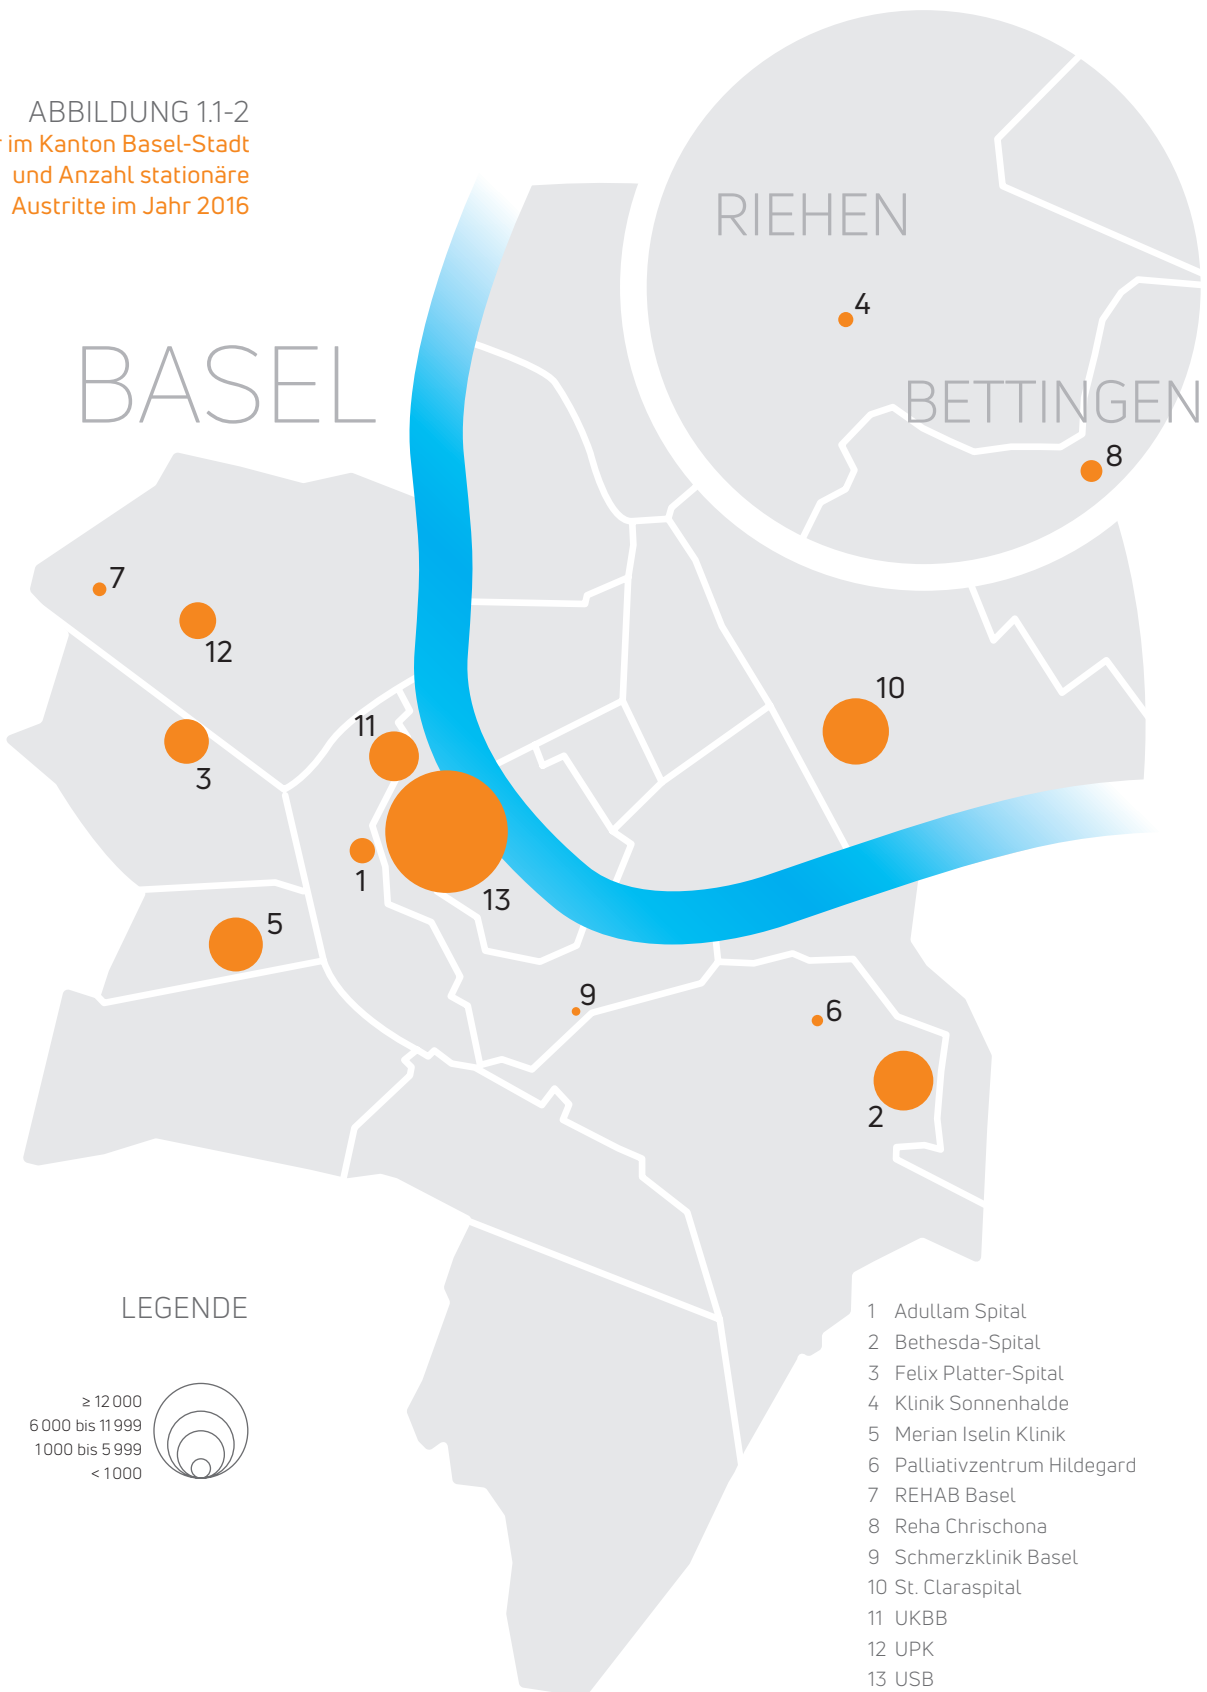 ABBILDUNG 1.1-2
im Kanton Basel-Stadt
und Anzahl stationäre
Austritte im Jahr 2016
RIEHEN
4
BASEL
BETTINGEN
8
7
12
10
11
3
1
13
5
9
6
2
LEGENDE
≥ 12 000
6 000 bis 11 999
1 000 bis 5 999
< 1 000
1 Adullam Spital
2 Bethesda-Spital
3 Felix Platter-Spital
4 Klinik Sonnenhalde
5 Merian Iselin Klinik
6 Palliativzentrum Hildegard
7 REHAB Basel
8 Reha Chrischona
9 Schmerzklinik Basel
10 St. Claraspital
11 UKBB
12 UPK
13 USB